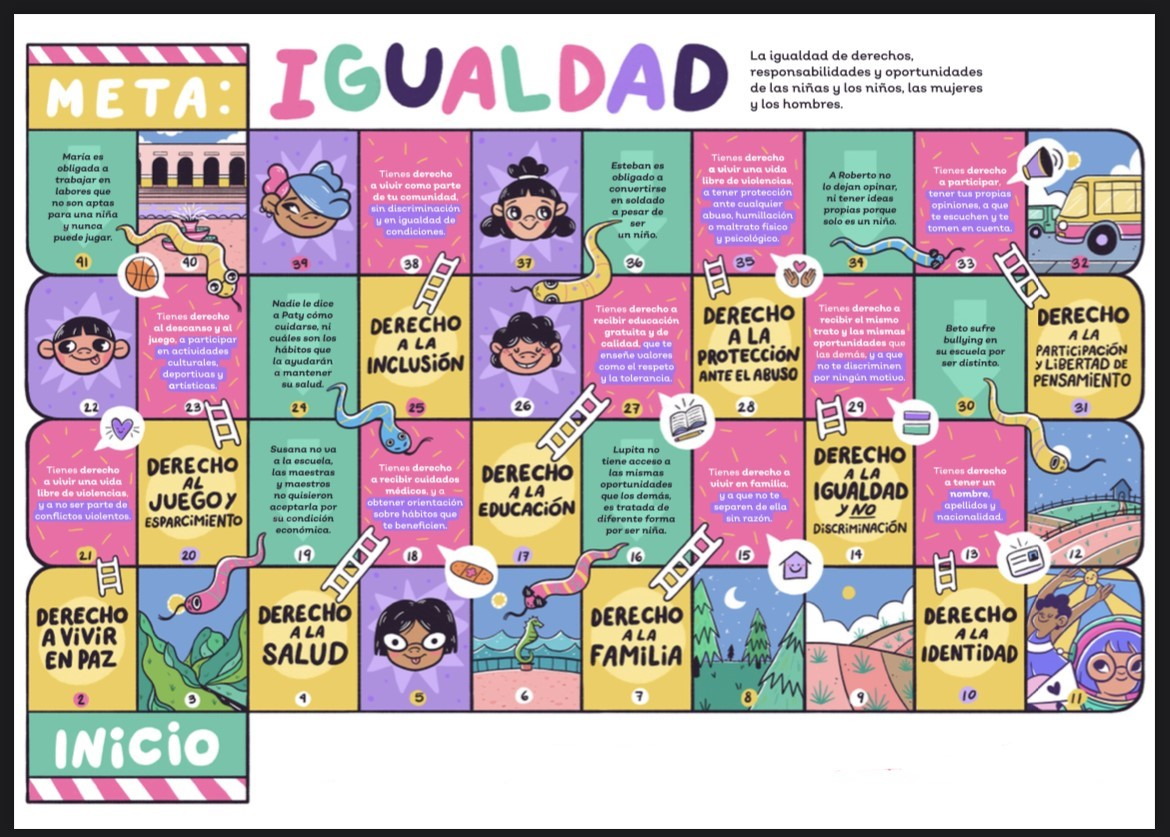 META:
IGUALDAD
La igualdad de derechos,
responsabilidades y oportunidades
de las niñas y los niños, las mujeres
y los hombres.
María es
obligada a
trabajar en
labores que
no son aptas
para una niña
y nunca
puede jugar.
41
40
39
Tienes derecho
a vivir como parte
de tu comunidad,
sin discriminación
y en igualdad de
condiciones.
38
37
Esteban es
obligado a
convertirse
en soldado
a pesar de
ser
un niño.
36
Tienes derecho
a vivir una vida
libre de violencias,
a tener protección
ante cualquier
abuso, humillación
o maltrato físico
y psicológico.
35
A Roberto no
lo dejan opinar,
ni tener ideas
propias porque
solo es un niño.
34
Tienes derecho
a participar,
tener tus propias
opiniones, a que
te escuchen y te
tomen en cuenta.
33
32
22
Tienes derecho
al descanso y al
juego, a participar
en actividades
culturales,
deportivas y
artísticas.
23
Nadie le dice
a Paty cómo
cuidarse, ni
cuáles son los
hábitos que
la ayudarán
a mantener
su salud.
24
DERECHO
A LA
INCLUSIÓN
25
26
Tienes derecho a
recibir educación
gratuita y de
calidad, que te
enseñe valores
como el respeto
y la tolerancia.
27
DERECHO
A LA
PROTECCIÓN
ANTE EL ABUSO
28
Tienes derecho a
recibir el mismo
trato y las mismas
oportunidades que
las demás, y a que
no te discriminen
por ningún motivo.
29
Beto sufre
bullying en
su escuela por
ser distinto.
30
DERECHO
A LA
PARTICIPACIÓN
Y LIBERTAD DE
PENSAMIENTO
31
Tienes derecho
a vivir una vida
libre de violencias,
y a no ser parte de
conflictos violentos.
21
DERECHO
AL
JUEGO Y
ESPARCIMIENTO
20
Susana no va
a la escuela,
las maestras
y maestros
no quisieron
aceptarla por
su condición
económica.
19
Tienes derecho
a recibir cuidados
médicos, y a
obtener orientación
sobre hábitos que
te beneficien.
18
DERECHO
A LA
EDUCACIÓN
17
Lupita no
tiene acceso a
las mismas
oportunidades
que los demás,
es tratada de
diferente forma
por ser niña.
16
Tienes derecho a
vivir en familia,
y a que no te
separen de ella
sin razón.
15
DERECHO
A LA
IGUALDAD
Y NO
DISCRIMINACIÓN
14
Tienes derecho
a tener un
nombre,
apellidos y
nacionalidad.
13
12
DERECHO
A VIVIR
EN PAZ
2
3
DERECHO
A LA
SALUD
4
5
6
DERECHO
A LA
FAMILIA
7
8
9
DERECHO
A LA
IDENTIDAD
10
11
INICIO